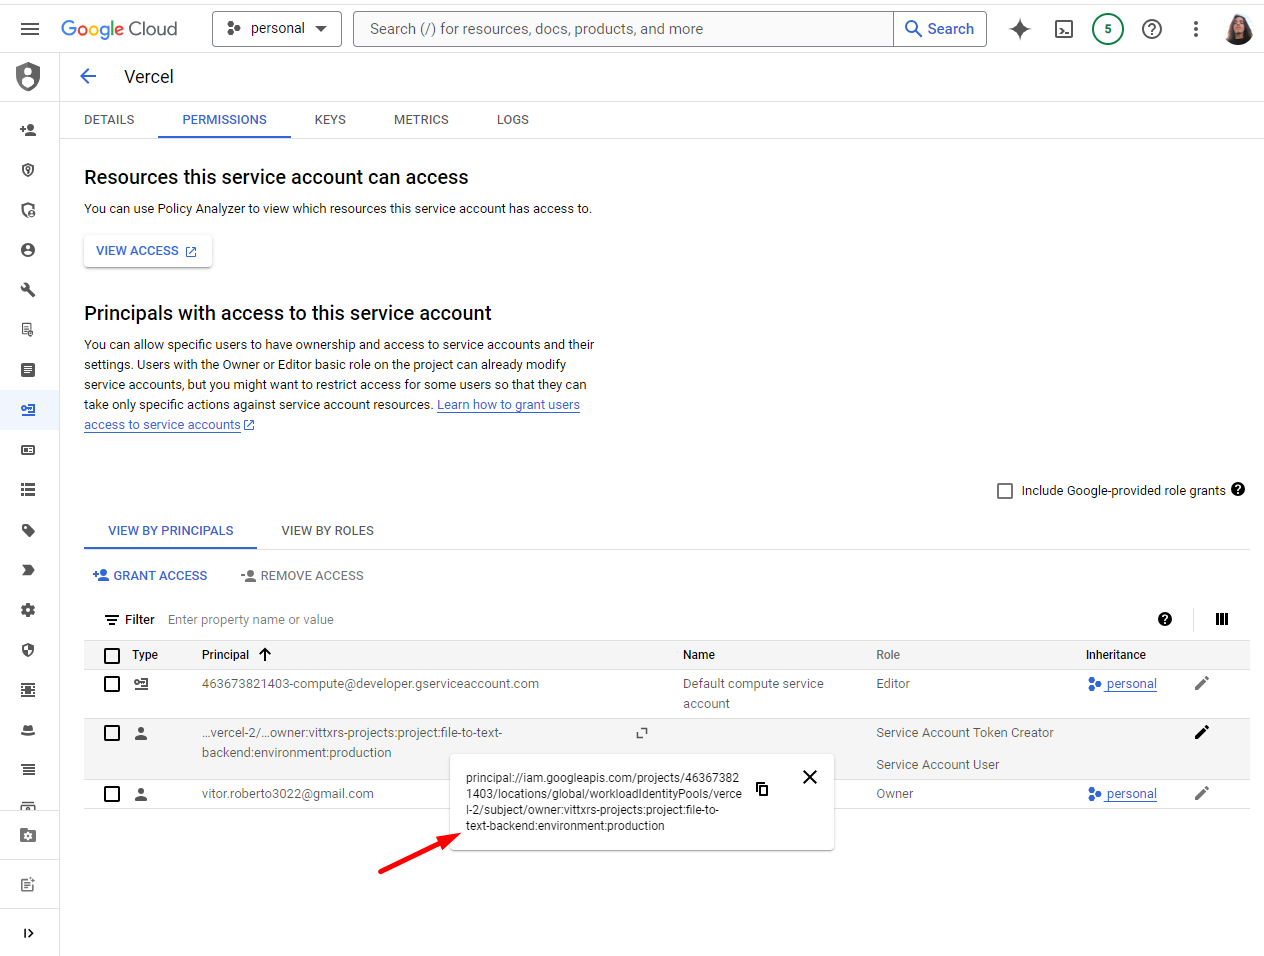 Google Cloud
personal
Search (/) for resources, docs, products, and more
Search
5
Vercel
DETAILS
PERMISSIONS
KEYS
METRICS
LOGS
Resources this service account can access
You can use Policy Analyzer to view which resources this service account has access to.
VIEW ACCESS
Principals with access to this service account
You can allow specific users to have ownership and access to service accounts and their
settings. Users with the Owner or Editor basic role on the project can already modify
service accounts, but you might want to restrict access for some users so that they can
take only specific actions against service account resources. Learn how to grant users
access to service accounts
Include Google-provided role grants
VIEW BY PRINCIPALS
VIEW BY ROLES
GRANT ACCESS
REMOVE ACCESS
Filter
Enter property name or value
Type
Principal
Name
Role
Inheritance
463673821403-compute@developer.gserviceaccount.com
Default compute service
account
Editor
personal
...vercel-2/...owner:vittxrs-projects:project:file-to-text-
backend:environment:production
Service Account Token Creator
Service Account User
principal://iam.googleapis.com/projects/46367382
1403/locations/global/workloadIdentityPools/verce
l-2/subject/owner:vittxrs-projects:project:file-to-
text-backend:environment:production
vitor.roberto3022@gmail.com
Owner
personal